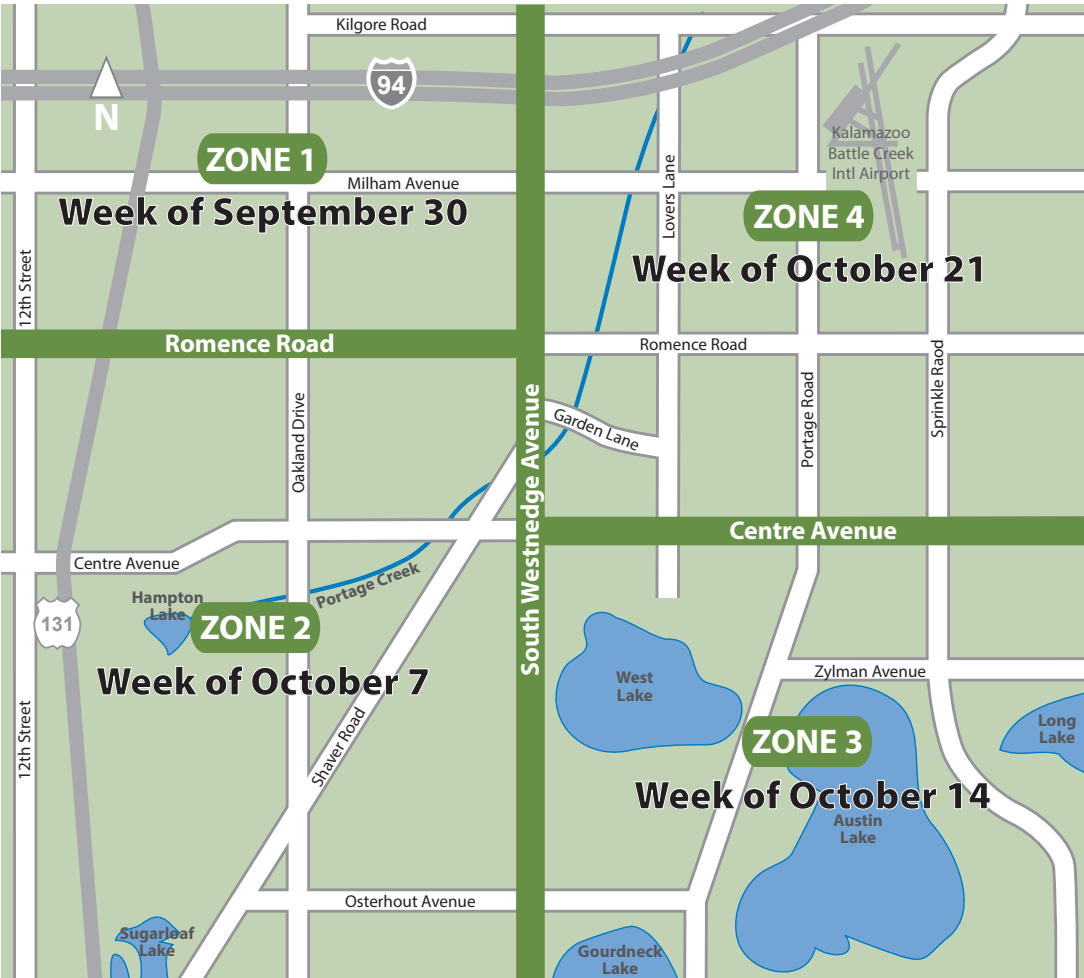 Kilgore Road
94
N
ZONE 1
Milham Avenue
Week of September 30
Kalamazoo
Battle Creek
Intl Airport
Lovers Lane
ZONE 4
Week of October 21
12th Street
Romence Road
Romence Road
Oakland Drive
Garden Lane
Portage Road
Sprinkle Raod
South Westnedge Avenue
Centre Avenue
Centre Avenue
Portage Creek
Hampton
Lake
131
ZONE 2
Week of October 7
12th Street
Shaver Road
West
Lake
Zylman Avenue
Long
Lake
ZONE 3
Week of October 14
Austin
Lake
Osterhout Avenue
Sugarloaf
Lake
Gourdneck
Lake